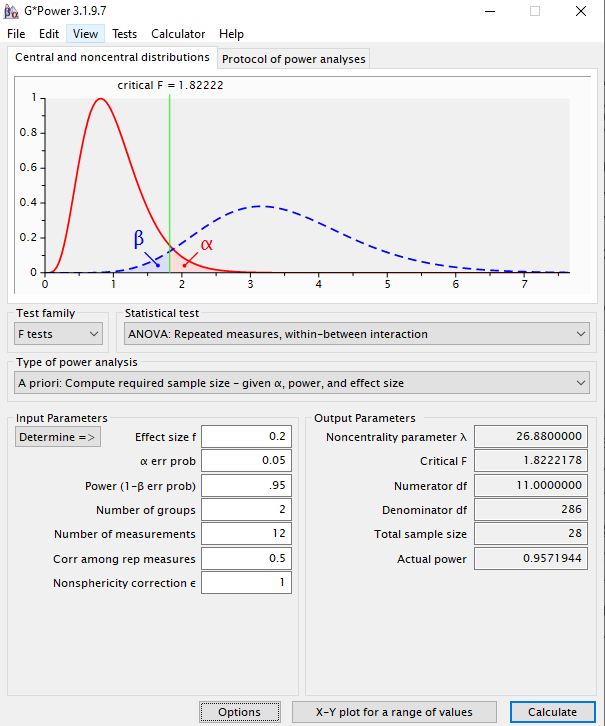 βα G*Power 3.1.9.7
File Edit View Tests Calculator Help
Central and noncentral distributions Protocol of power analyses
critical F = 1.82222
1
0.8
0.6
0.4
0.2
0
β α
0 1 2 3 4 5 6 7
Test family Statistical test
F tests ANOVA: Repeated measures, within-between interaction
Type of power analysis
A priori: Compute required sample size - given α, power, and effect size
Input Parameters Output Parameters
Determine => Effect size f 0.2 Noncentrality parameter λ 26.8800000
α err prob 0.05 Critical F 1.8222178
Power (1-β err prob) .95 Numerator df 11.0000000
Number of groups 2 Denominator df 286
Number of measurements 12 Total sample size 28
Corr among rep measures 0.5 Actual power 0.9571944
Nonsphericity correction ϵ 1
Options X-Y plot for a range of values Calculate